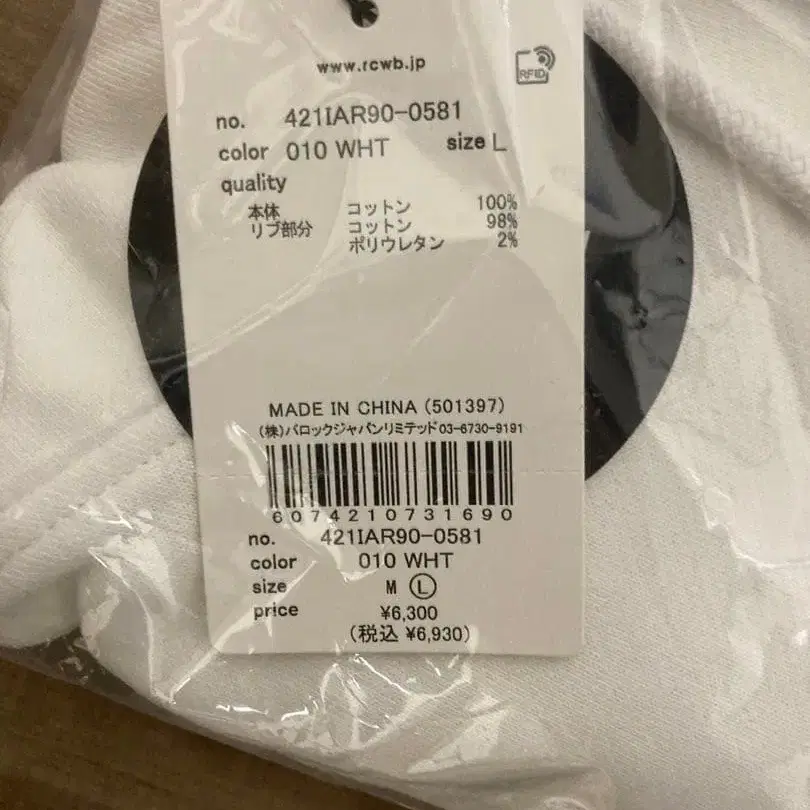 www.rcwb.jp
RFID
no. 421IAR90-0581
color 010 WHT size L
quality
本体 コットン 100%
リブ部分 コットン 98%
ポリウレタン 2%
MADE IN CHINA (501397)
(株)バロックジャパンリミテッド03-6730-9191
6074210731690
no. 421IAR90-0581
color 010 WHT
size M Ⓛ
price ¥6,300
(税込 ¥6,930)